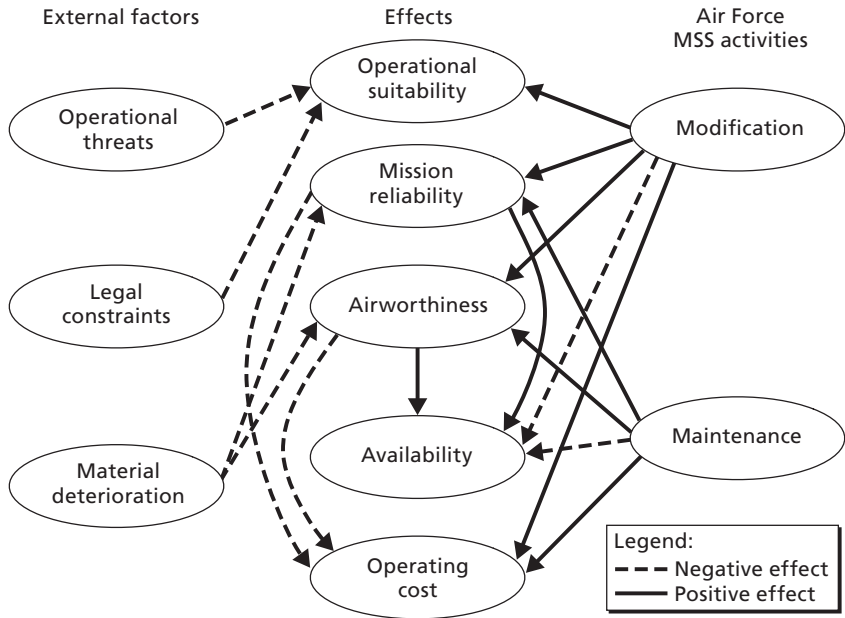 External factors
Effects
Air Force
MSS activities
Operational
suitability
Operational
threats
Modification
Mission
reliability
Legal
constraints
Airworthiness
Material
deterioration
Availability
Maintenance
Operating
cost
Legend:
Negative effect
Positive effect